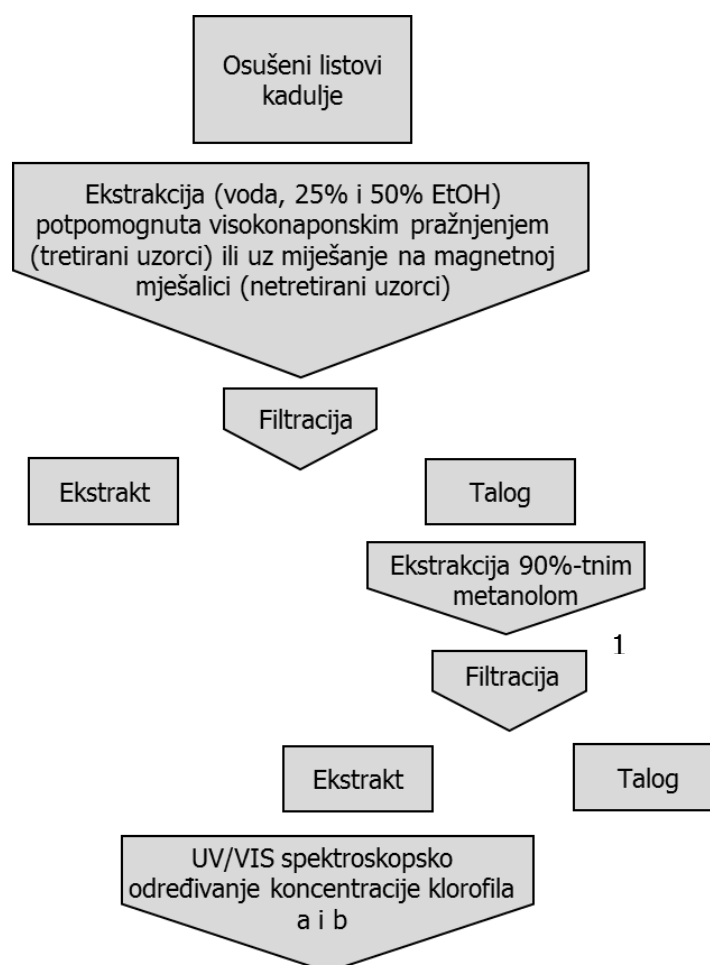 Osušeni listovi
kadulje
Ekstrakcija (voda, 25% i 50% EtOH)
potpomognuta visokonaponskim pražnjenjem
(tretirani uzorci) ili uz miješanje na magnetnoj
mješalici (netretirani uzorci)
Filtracija
Ekstrakt
Talog
Ekstrakcija 90%-tnim
metanolom
1
Filtracija
Ekstrakt
Talog
UV/VIS spektroskopsko
određivanje koncentracije klorofila
a i b